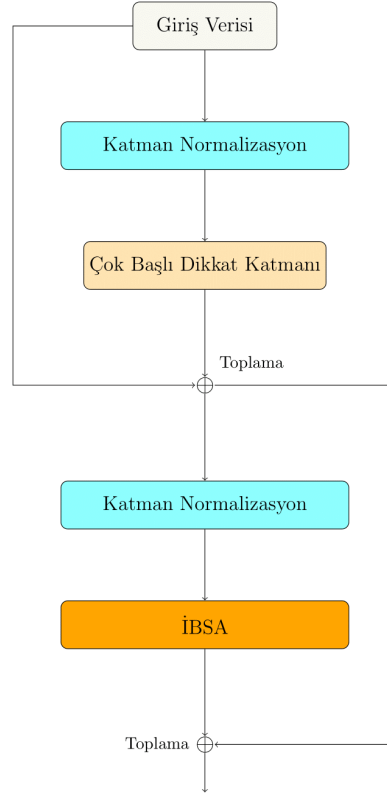 Giriş Verisi
Katman Normalizasyon
Çok Başlı Dikkat Katmanı
Toplama
Katman Normalizasyon
İBSA
Toplama